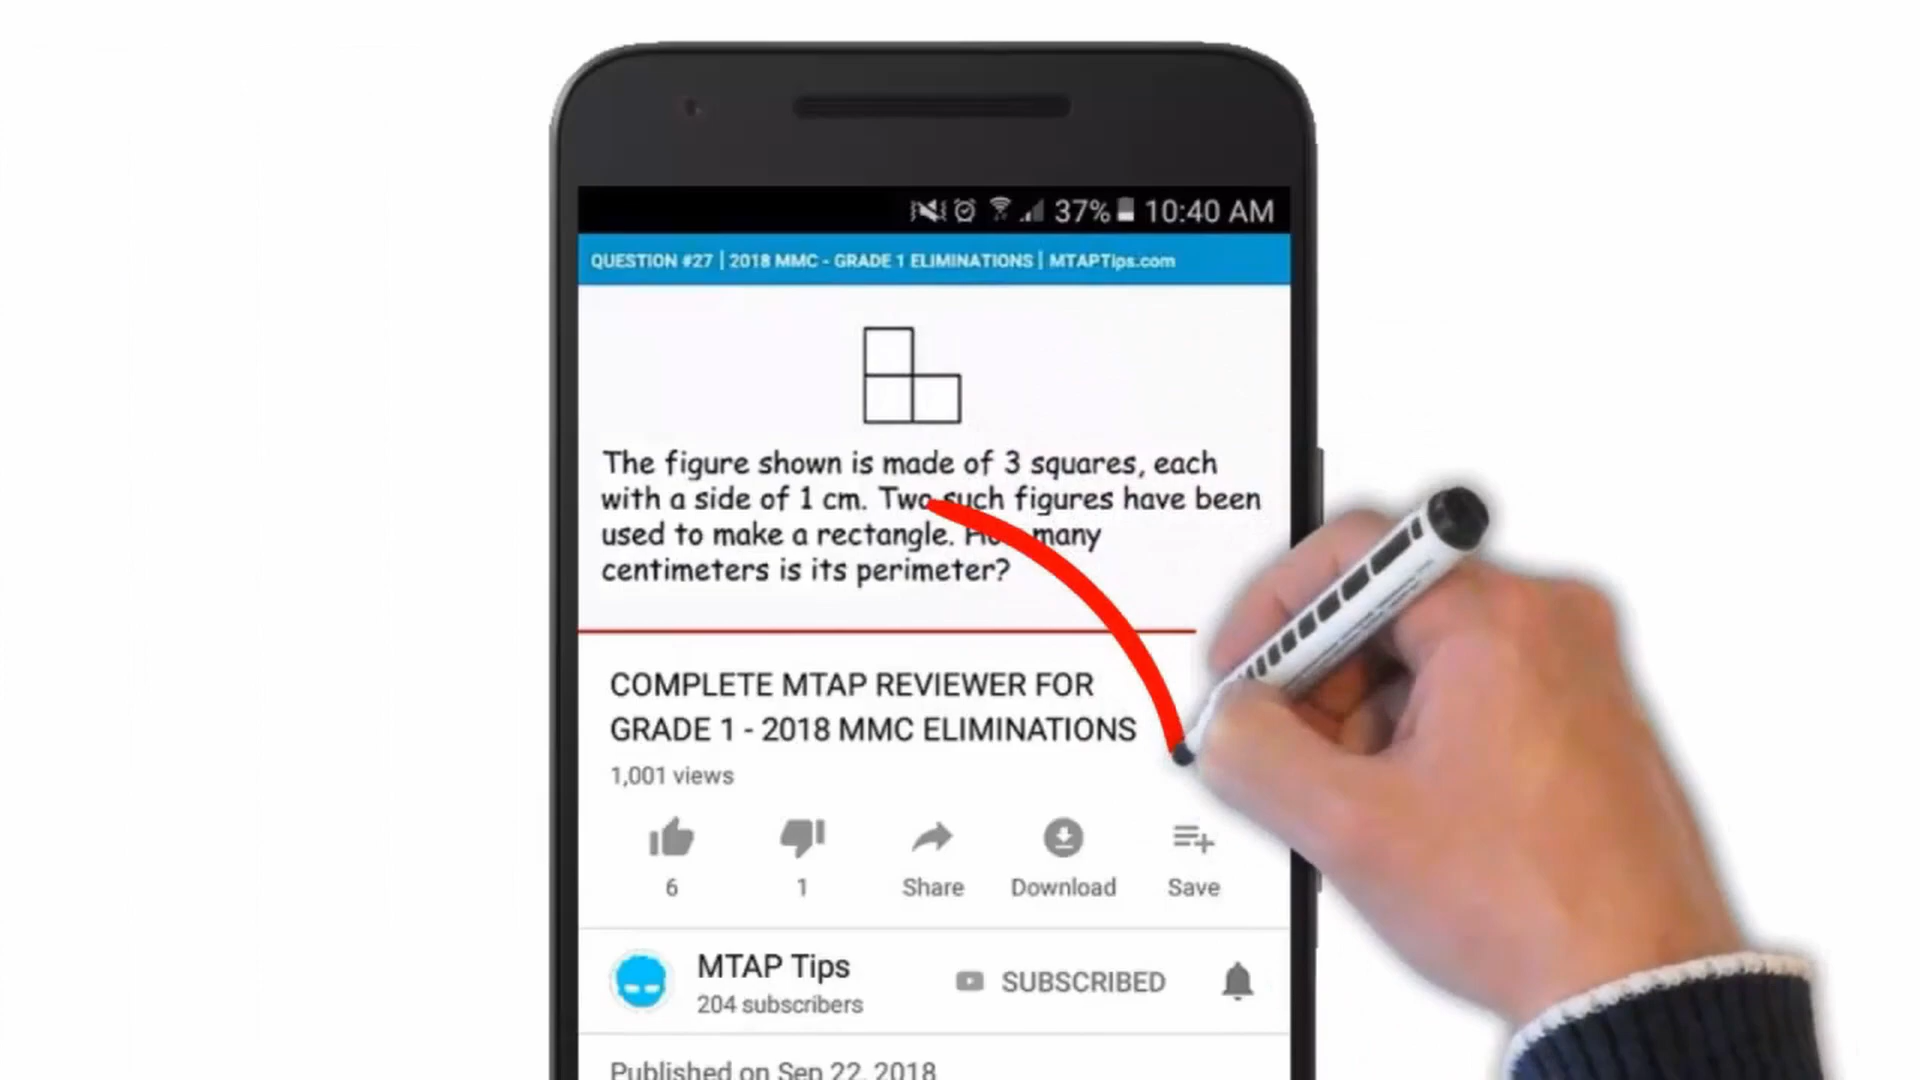 37% 10:40 AM
QUESTION #27 | 2018 MMC - GRADE 1 ELIMINATIONS | MTAPTips.com
The figure shown is made of 3 squares, each
with a side of 1 cm. Two such figures have been
used to make a rectangle. How many
centimeters is its perimeter?
COMPLETE MTAP REVIEWER FOR
GRADE 1 - 2018 MMC ELIMINATIONS
1,001 views
6 1 Share Download Save
MTAP Tips
204 subscribers
SUBSCRIBED
Published on Sep 22, 2018